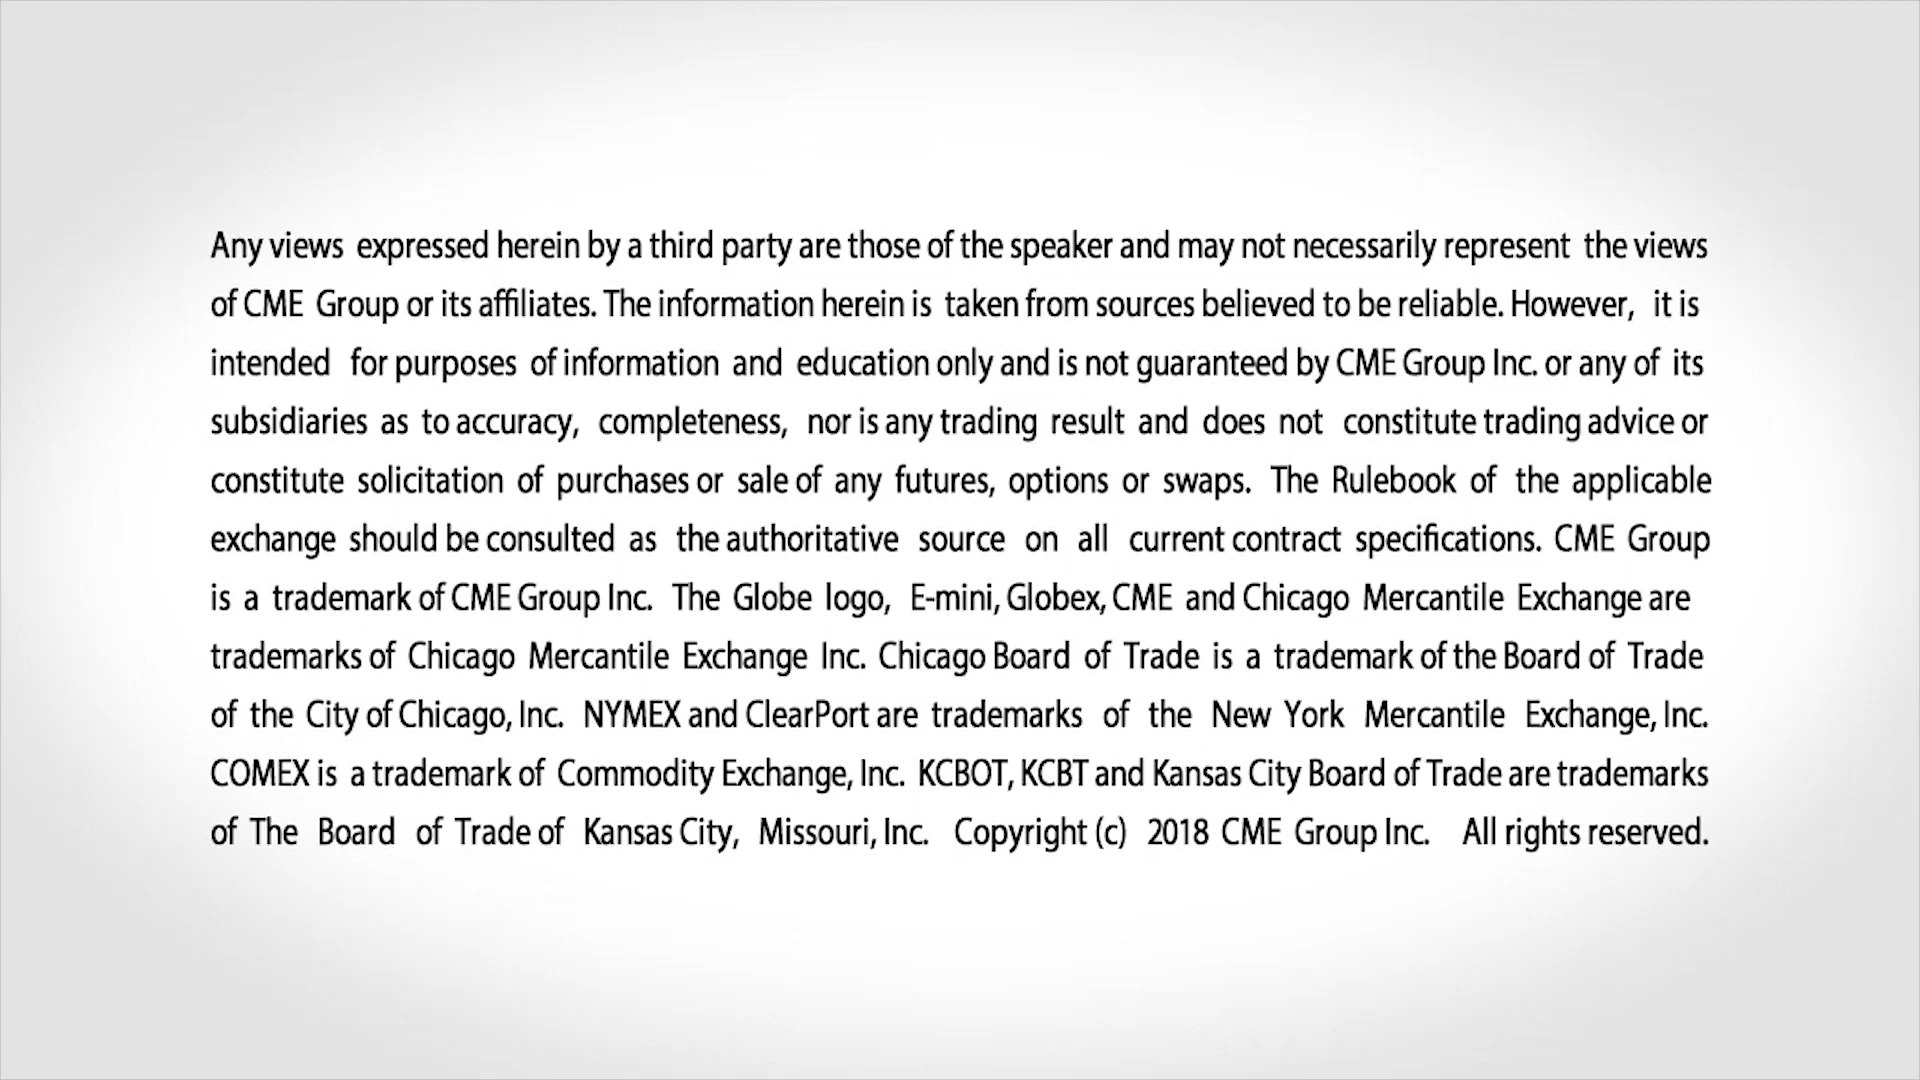 Any views expressed herein by a third party are those of the speaker and may not necessarily represent the views
of CME Group or its affiliates. The information herein is taken from sources believed to be reliable. However, it is
intended for purposes of information and education only and is not guaranteed by CME Group Inc. or any of its
subsidiaries as to accuracy, completeness, nor is any trading result and does not constitute trading advice or
constitute solicitation of purchases or sale of any futures, options or swaps. The Rulebook of the applicable
exchange should be consulted as the authoritative source on all current contract specifications. CME Group
is a trademark of CME Group Inc. The Globe logo, E-mini, Globex, CME and Chicago Mercantile Exchange are
trademarks of Chicago Mercantile Exchange Inc. Chicago Board of Trade is a trademark of the Board of Trade
of the City of Chicago, Inc. NYMEX and ClearPort are trademarks of the New York Mercantile Exchange, Inc.
COMEX is a trademark of Commodity Exchange, Inc. KCBOT, KCBT and Kansas City Board of Trade are trademarks
of The Board of Trade of Kansas City, Missouri, Inc. Copyright (c) 2018 CME Group Inc. All rights reserved.